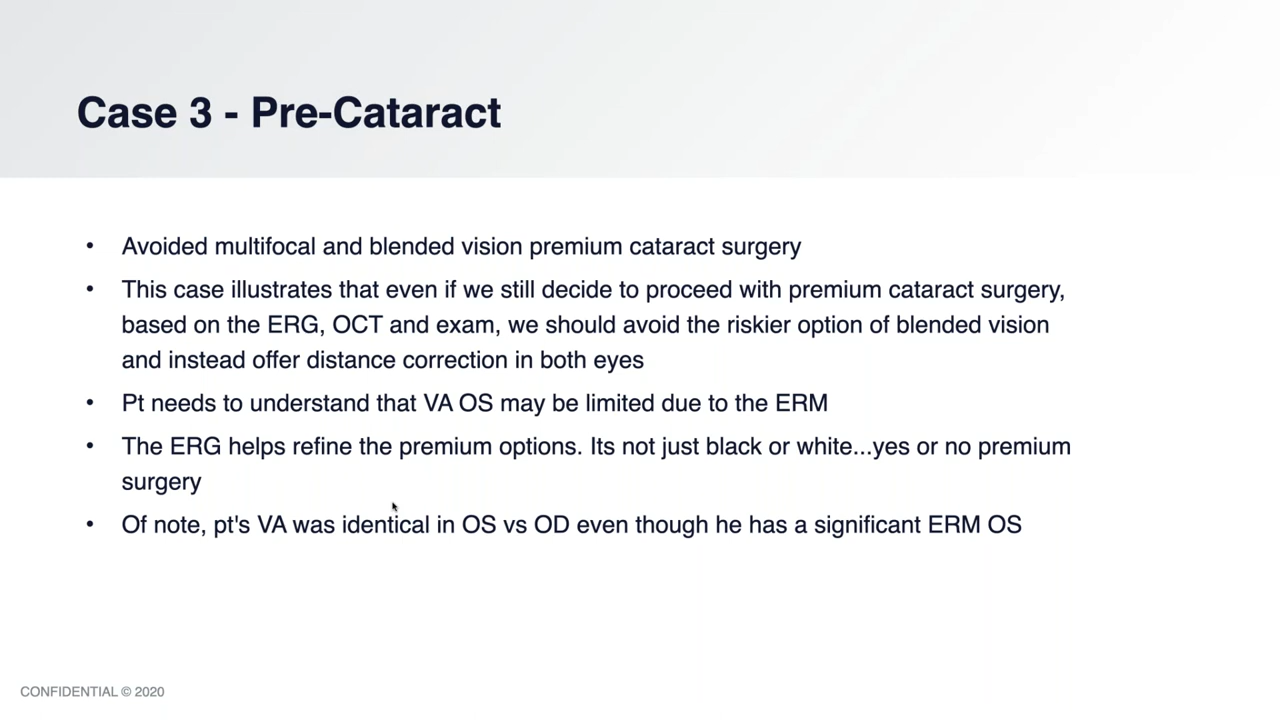 Case 3 - Pre-Cataract
• Avoided multifocal and blended vision premium cataract surgery
• This case illustrates that even if we still decide to proceed with premium cataract surgery,
based on the ERG, OCT and exam, we should avoid the riskier option of blended vision
and instead offer distance correction in both eyes
• Pt needs to understand that VA OS may be limited due to the ERM
• The ERG helps refine the premium options. Its not just black or white...yes or no premium
surgery
• Of note, pt's VA was identical in OS vs OD even though he has a significant ERM OS
CONFIDENTIAL © 2020